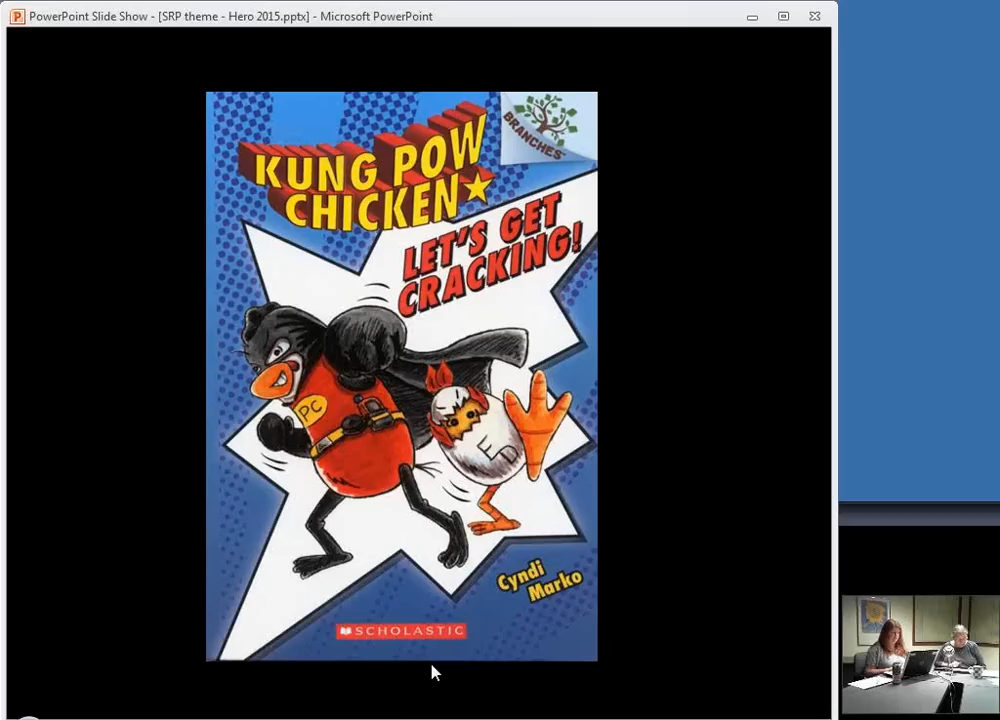 PowerPoint Slide Show - [SRP theme - Hero 2015.pptx] - Microsoft PowerPoint
BRANCHES™
KUNG POW
CHICKEN
LET'S GET
CRACKING!
PC
Cyndi
Marko
SCHOLASTIC